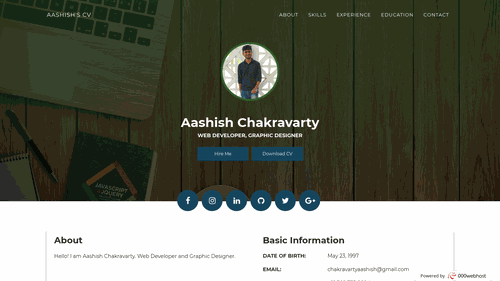 AASHISH'S CV
ABOUT SKILLS EXPERIENCE EDUCATION CONTACT
Aashish Chakravarty
WEB DEVELOPER, GRAPHIC DESIGNER
Hire Me Download CV
JAVASCRIPT
JQUERY
About
Hello! I am Aashish Chakravarty. Web Developer and Graphic Designer.
Basic Information
DATE OF BIRTH: May 23, 1997
EMAIL: chakravartyaashish@gmail.com
Powered by 000webhost